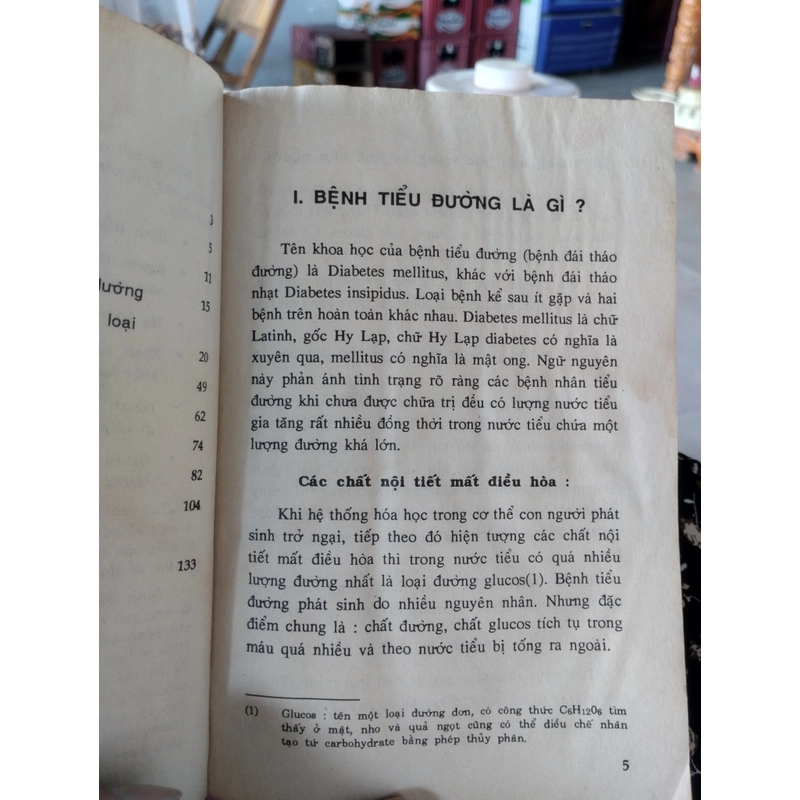 3
5
11
dưỡng
15
loại
20
49
62
74
82
104
133
I. BỆNH TIỂU ĐƯỜNG LÀ GÌ ?
Tên khoa học của bệnh tiểu đường (bệnh đái tháo
đường) là Diabetes mellitus, khác với bệnh đái tháo
nhạt Diabetes insipidus. Loại bệnh kể sau ít gặp và hai
bệnh trên hoàn toàn khác nhau. Diabetes mellitus là chữ
Latinh, gốc Hy Lạp, chữ Hy Lạp diabetes có nghĩa là
xuyên qua, mellitus có nghĩa là mật ong. Ngữ nguyên
này phản ánh tình trạng rõ ràng các bệnh nhân tiểu
đường khi chưa được chữa trị đều có lượng nước tiểu
gia tăng rất nhiều đồng thời trong nước tiểu chứa một
lượng đường khá lớn.
Các chất nội tiết mất điều hòa :
Khi hệ thống hóa học trong cơ thể con người phát
sinh trở ngại, tiếp theo đó hiện tượng các chất nội
tiết mất điều hòa thì trong nước tiểu có quá nhiều
lượng đường nhất là loại đường glucos(1). Bệnh tiểu
đường phát sinh do nhiều nguyên nhân. Nhưng đặc
điểm chung là : chất đường, chất glucos tích tụ trong
máu quá nhiều và theo nước tiểu bị tống ra ngoài.
(1) Glucos : tên một loại đường đơn, có công thức C6H12O6 tìm
thấy ở mật, nho và quả ngọt cũng có thể điều chế nhân
tạo từ carbohydrate bằng phép thủy phân.
5